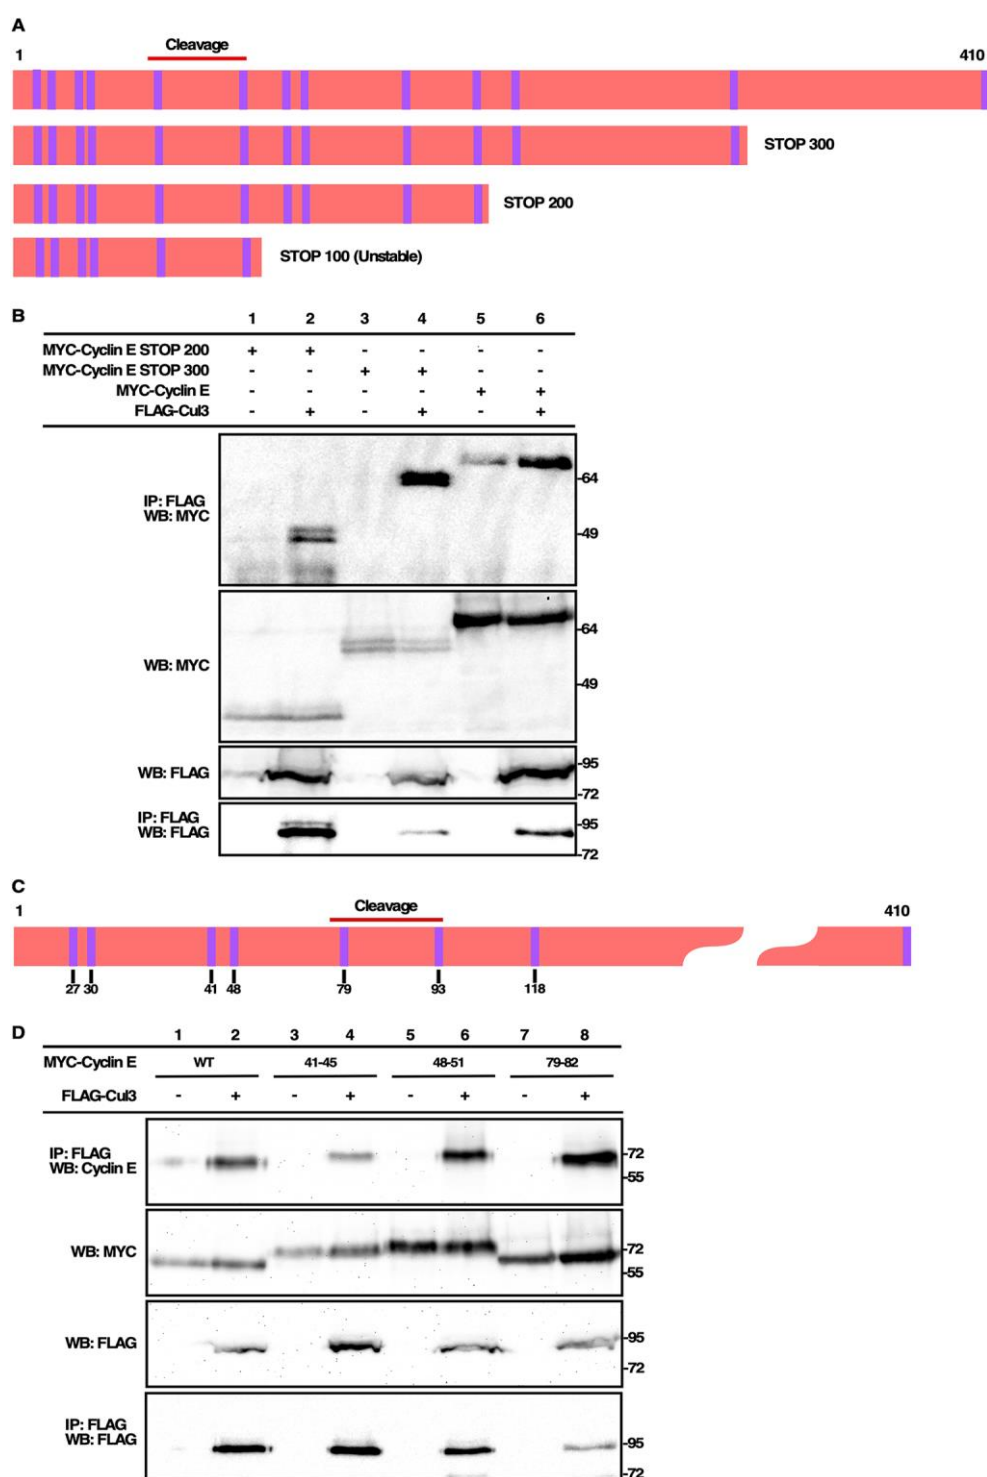 A
Cleavage
1 410
STOP 300
STOP 200
STOP 100 (Unstable)
B
1 2 3 4 5 6
MYC-Cyclin E STOP 200 + + - - - -
MYC-Cyclin E STOP 300 - - + + - -
MYC-Cyclin E - - - - + +
FLAG-Cul3 - + - + - +
IP: FLAG
WB: MYC
-64
-49
WB: MYC
-64
-49
WB: FLAG
-95
-72
IP: FLAG
WB: FLAG
-95
-72
C
Cleavage
1 410
27 30 41 48 79 93 118
D
1 2 3 4 5 6 7 8
MYC-Cyclin E WT 41-45 48-51 79-82
FLAG-Cul3 - + - + - + - +
IP: FLAG
WB: Cyclin E
-72
-55
WB: MYC
-72
-55
WB: FLAG
-95
-72
IP: FLAG
WB: FLAG
-95
-72